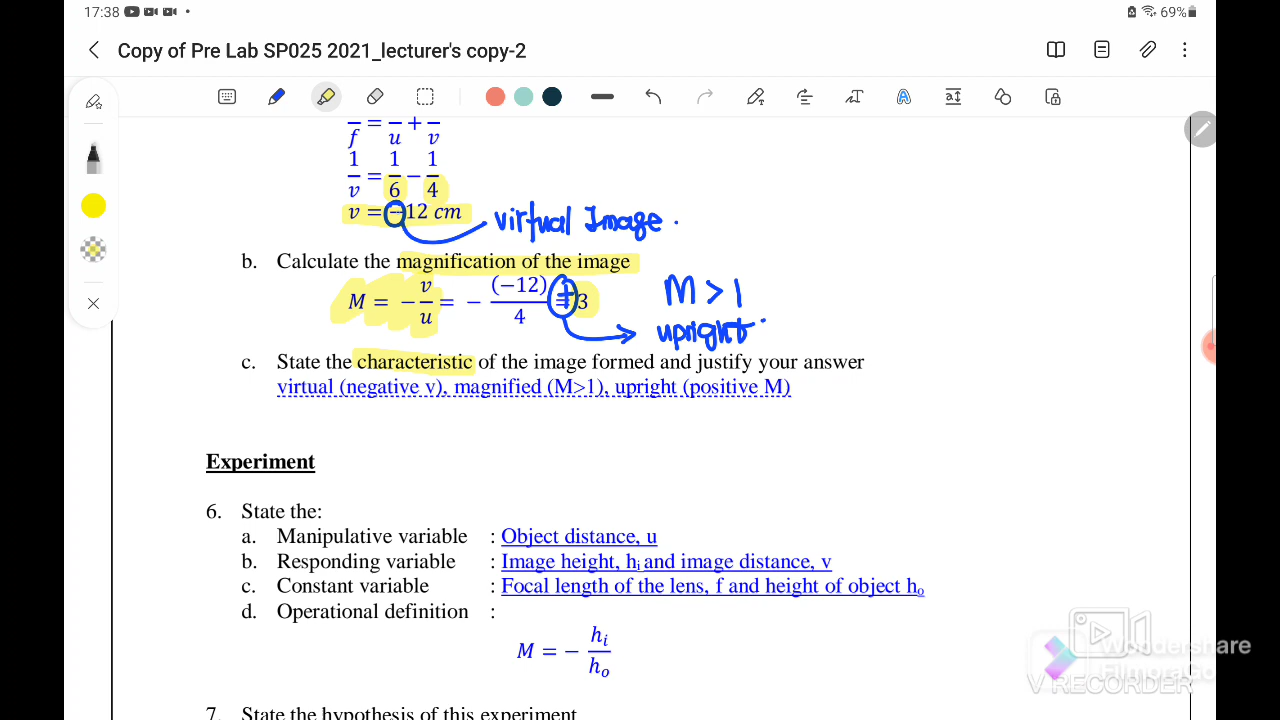 17:38
69%
Copy of Pre Lab SP025 2021_lecturer's copy-2
— = — + —
f u v
1 1 1
— = — − —
v 6 4
v = −12 cm
virtual Image.
b. Calculate the magnification of the image
M = − v/u = − (−12)/4 = +3
M > 1
upright.
c. State the characteristic of the image formed and justify your answer
virtual (negative v), magnified (M>1), upright (positive M)
Experiment
6. State the:
a. Manipulative variable : Object distance, u
b. Responding variable : Image height, hᵢ and image distance, v
c. Constant variable : Focal length of the lens, f and height of object hₒ
d. Operational definition :
M = − hᵢ/hₒ
7. State the hypothesis of this experiment
Wondershare
FilmoraGo
V RECORDER